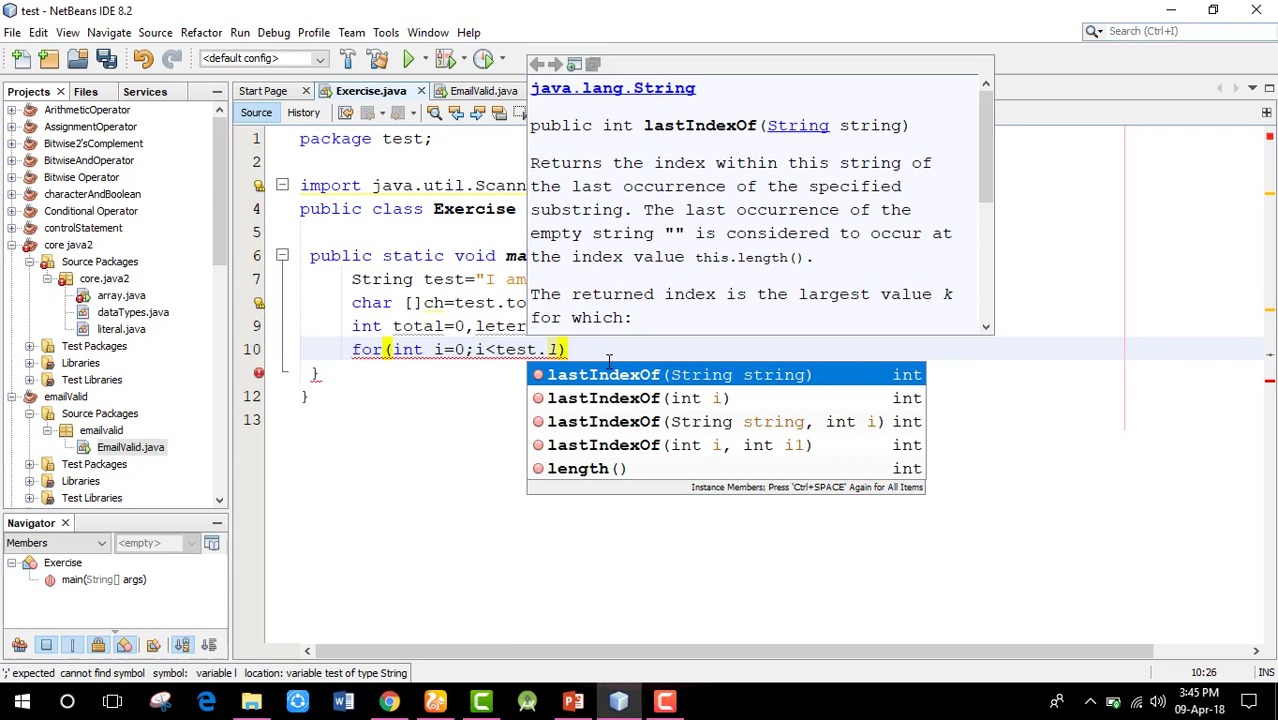 test - NetBeans IDE 8.2
File Edit View Navigate Source Refactor Run Debug Profile Team Tools Window Help
Search (Ctrl+I)
<default config>
Projects Files Services
Start Page Exercise.java EmailValid.java
Source History
ArithmeticOperator
AssignmentOperator
Bitwise2'sComplement
BitwiseAndOperator
Bitwise Operator
characterAndBoolean
Conditional Operator
controlStatement
core java2
Source Packages
core.java2
array.java
dataTypes.java
literal.java
Test Packages
Libraries
Test Libraries
emailValid
Source Packages
emailvalid
EmailValid.java
Test Packages
Libraries
Test Libraries
Navigator
Members <empty>
Exercise
main(String[] args)
1 package test;
2
import java.util.Scann
4 public class Exercise
5
6 public static void ma
7 String test="I am
char []ch=test.to
9 int total=0,leter
10 for(int i=0;i<test.l)
}
12 }
13
java.lang.String
public int lastIndexOf(String string)
Returns the index within this string of
the last occurrence of the specified
substring. The last occurrence of the
empty string "" is considered to occur at
the index value this.length().
The returned index is the largest value k
for which:
lastIndexOf(String string) int
lastIndexOf(int i) int
lastIndexOf(String string, int i) int
lastIndexOf(int i, int i1) int
length() int
Instance Members; Press 'Ctrl+SPACE' Again for All Items
';' expected cannot find symbol symbol: variable l location: variable test of type String
10:26 INS
3:45 PM
09-Apr-18